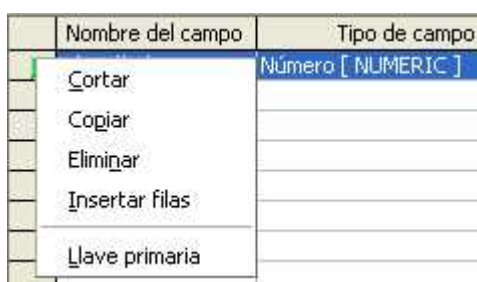 Nombre del campo Tipo de campo
Número [ NUMERIC ]
Cortar
Copiar
Eliminar
Insertar filas
Llave primaria